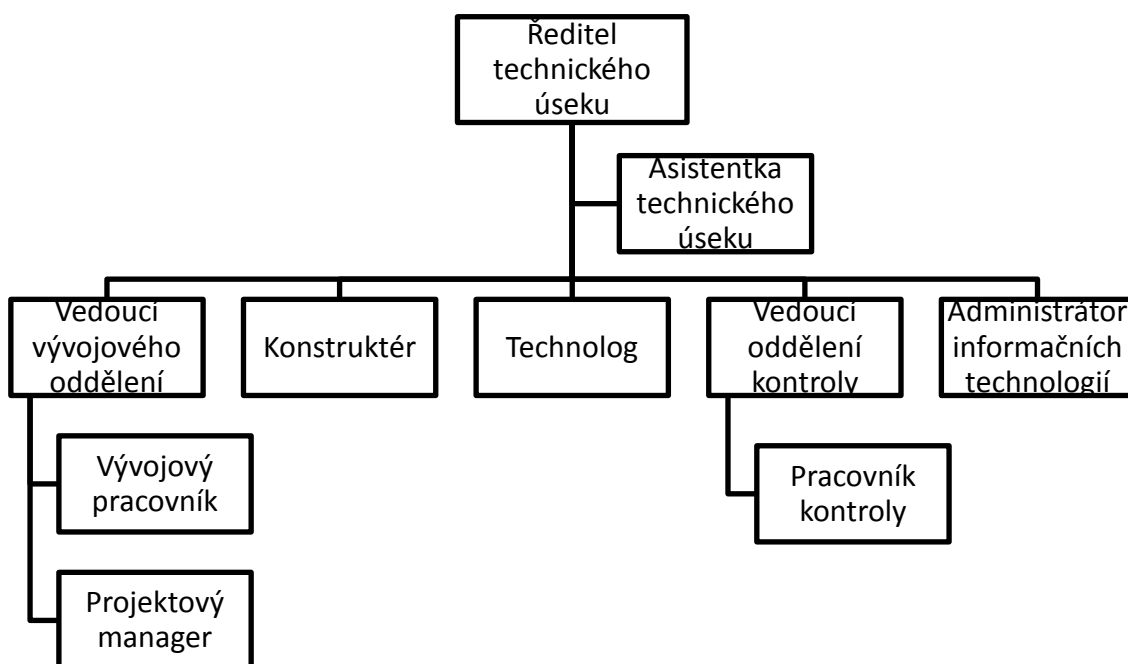 Ředitel
technického
úseku
Asistentka
technického
úseku
Vedoucí
vývojového
oddělení
Konstruktér
Technolog
Vedoucí
oddělení
kontroly
Administrátor
informačních
technologií
Vývojový
pracovník
Pracovník
kontroly
Projektový
manager